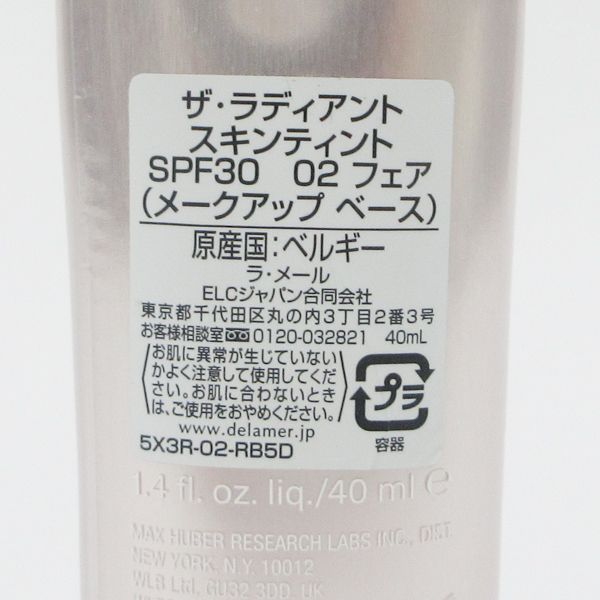 ザ・ラディアント
スキンティント
SPF30 02 フェア
(メークアップ ベース)
原産国:ベルギー
ラ・メール
ELCジャパン合同会社
東京都千代田区丸の内3丁目2番3号
お客様相談室 0120-032821 40mL
お肌に異常が生じていない
かよく注意して使用してくだ
さい。お肌に合わないとき
は、ご使用をおやめください。
www.delamer.jp
5X3R-02-RB5D
プラ
容器
1.4 fl. oz. liq./40 ml e
MAX HUBER RESEARCH LABS INC., DIST.
NEW YORK, N.Y. 10012
WLR Ltd, GU32 3DD, UK